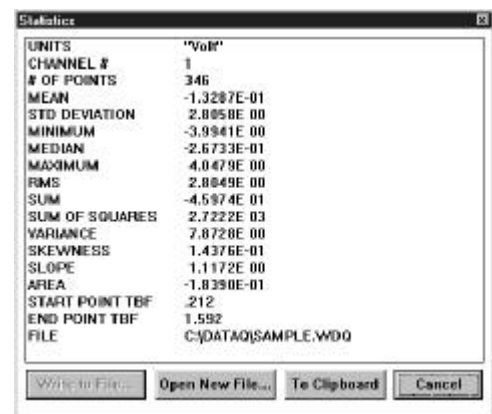 Statistics
UNITS "Volt"
CHANNEL # 1
# OF POINTS 346
MEAN -1.3287E-01
STD DEVIATION 2.8058E 00
MINIMUM -3.9941E 00
MEDIAN -2.6733E-01
MAXIMUM 4.0479E 00
RMS 2.8049E 00
SUM -4.5974E 01
SUM OF SQUARES 2.7222E 03
VARIANCE 7.8728E 00
SKEWNESS 1.4376E-01
SLOPE 1.1172E 00
AREA -1.8390E-01
START POINT TBF .212
END POINT TBF 1.592
FILE C:\DATAQ\SAMPLE.WDQ
Write to File... Open New File... To Clipboard Cancel